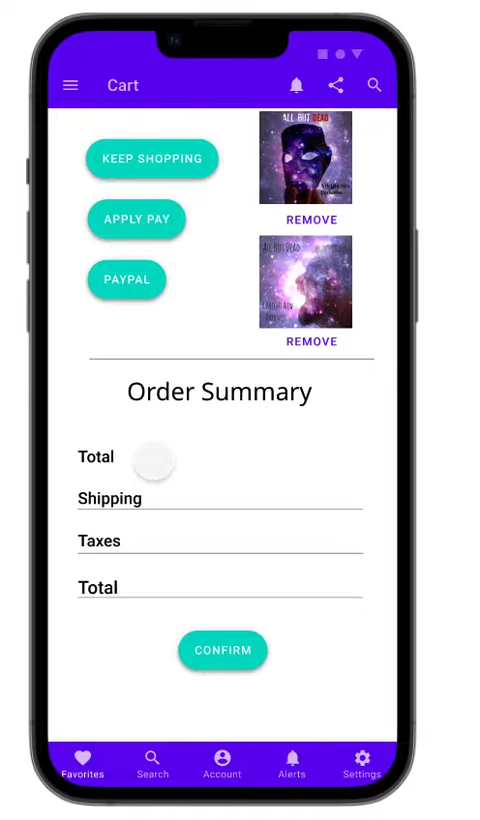 Cart
KEEP SHOPPING
APPLY PAY
PAYPAL
ALL BUT DEAD
REMOVE
ALL BUT DEAD
REMOVE
Order Summary
Total
Shipping
Taxes
Total
CONFIRM
Favorites
Search
Account
Alerts
Settings